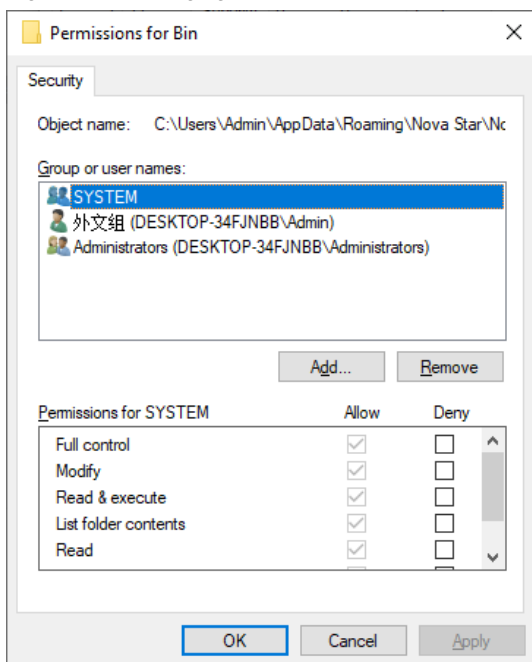 Permissions for Bin
Security
Object name: C:\Users\Admin\AppData\Roaming\Nova Star\Nc
Group or user names:
SYSTEM
外文组 (DESKTOP-34FJNBB\Admin)
Administrators (DESKTOP-34FJNBB\Administrators)
Add...
Remove
Permissions for SYSTEM Allow Deny
Full control
Modify
Read & execute
List folder contents
Read
OK Cancel Apply